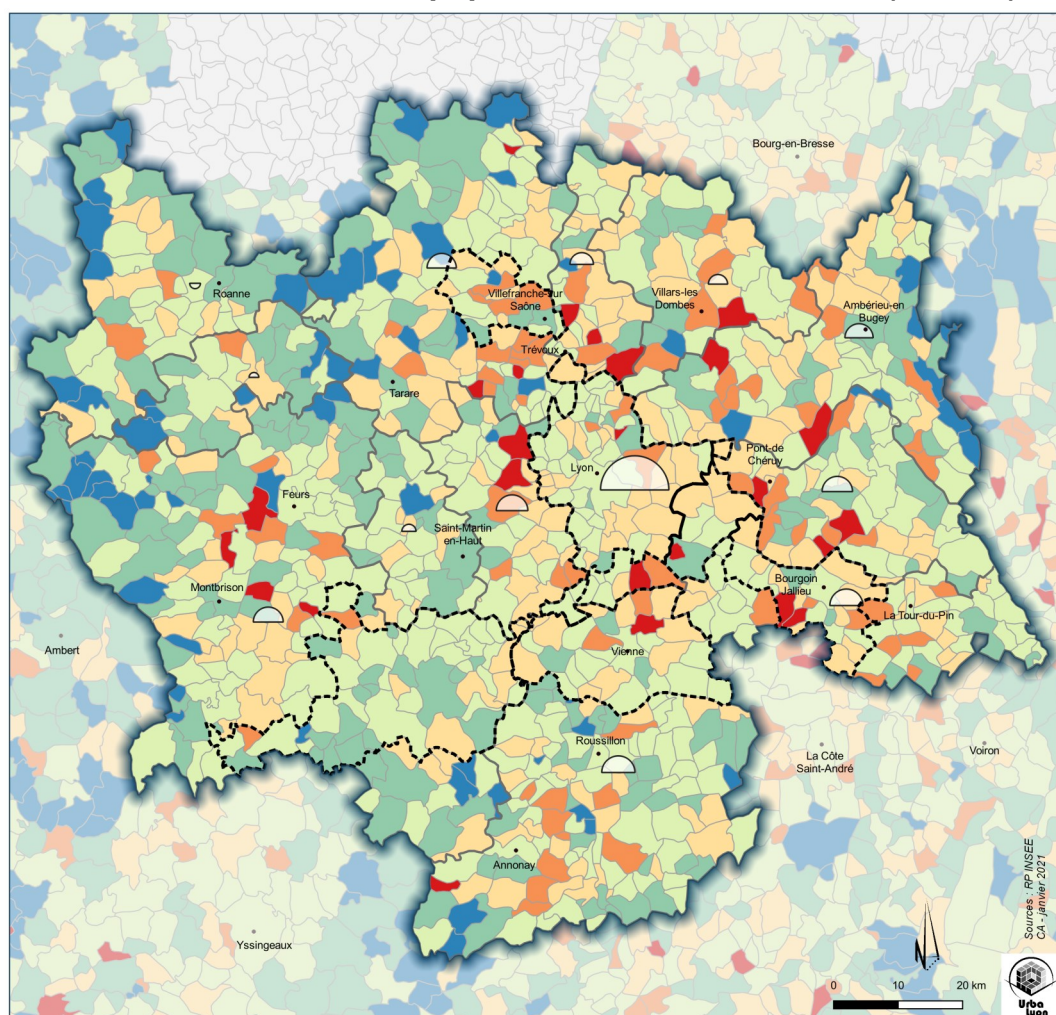 Bourg-en-Bresse
Roanne
Villefranche-sur
Saône
Villars-les
Dombes
Ambérieu-en
Bugey
Trévoux
Tarare
Pont-de
Chéruy
Lyon
Feurs
Saint-Martin
en-Haut
Montbrison
Bourgoin
Jallieu
La Tour-du-Pin
Ambert
Vienne
Roussillon
La Côte
Saint-André
Voiron
Annonay
Yssingeaux
Sources : RP INSEE
CA - janvier 2021
N
0 10 20 km
Urba
Lyon